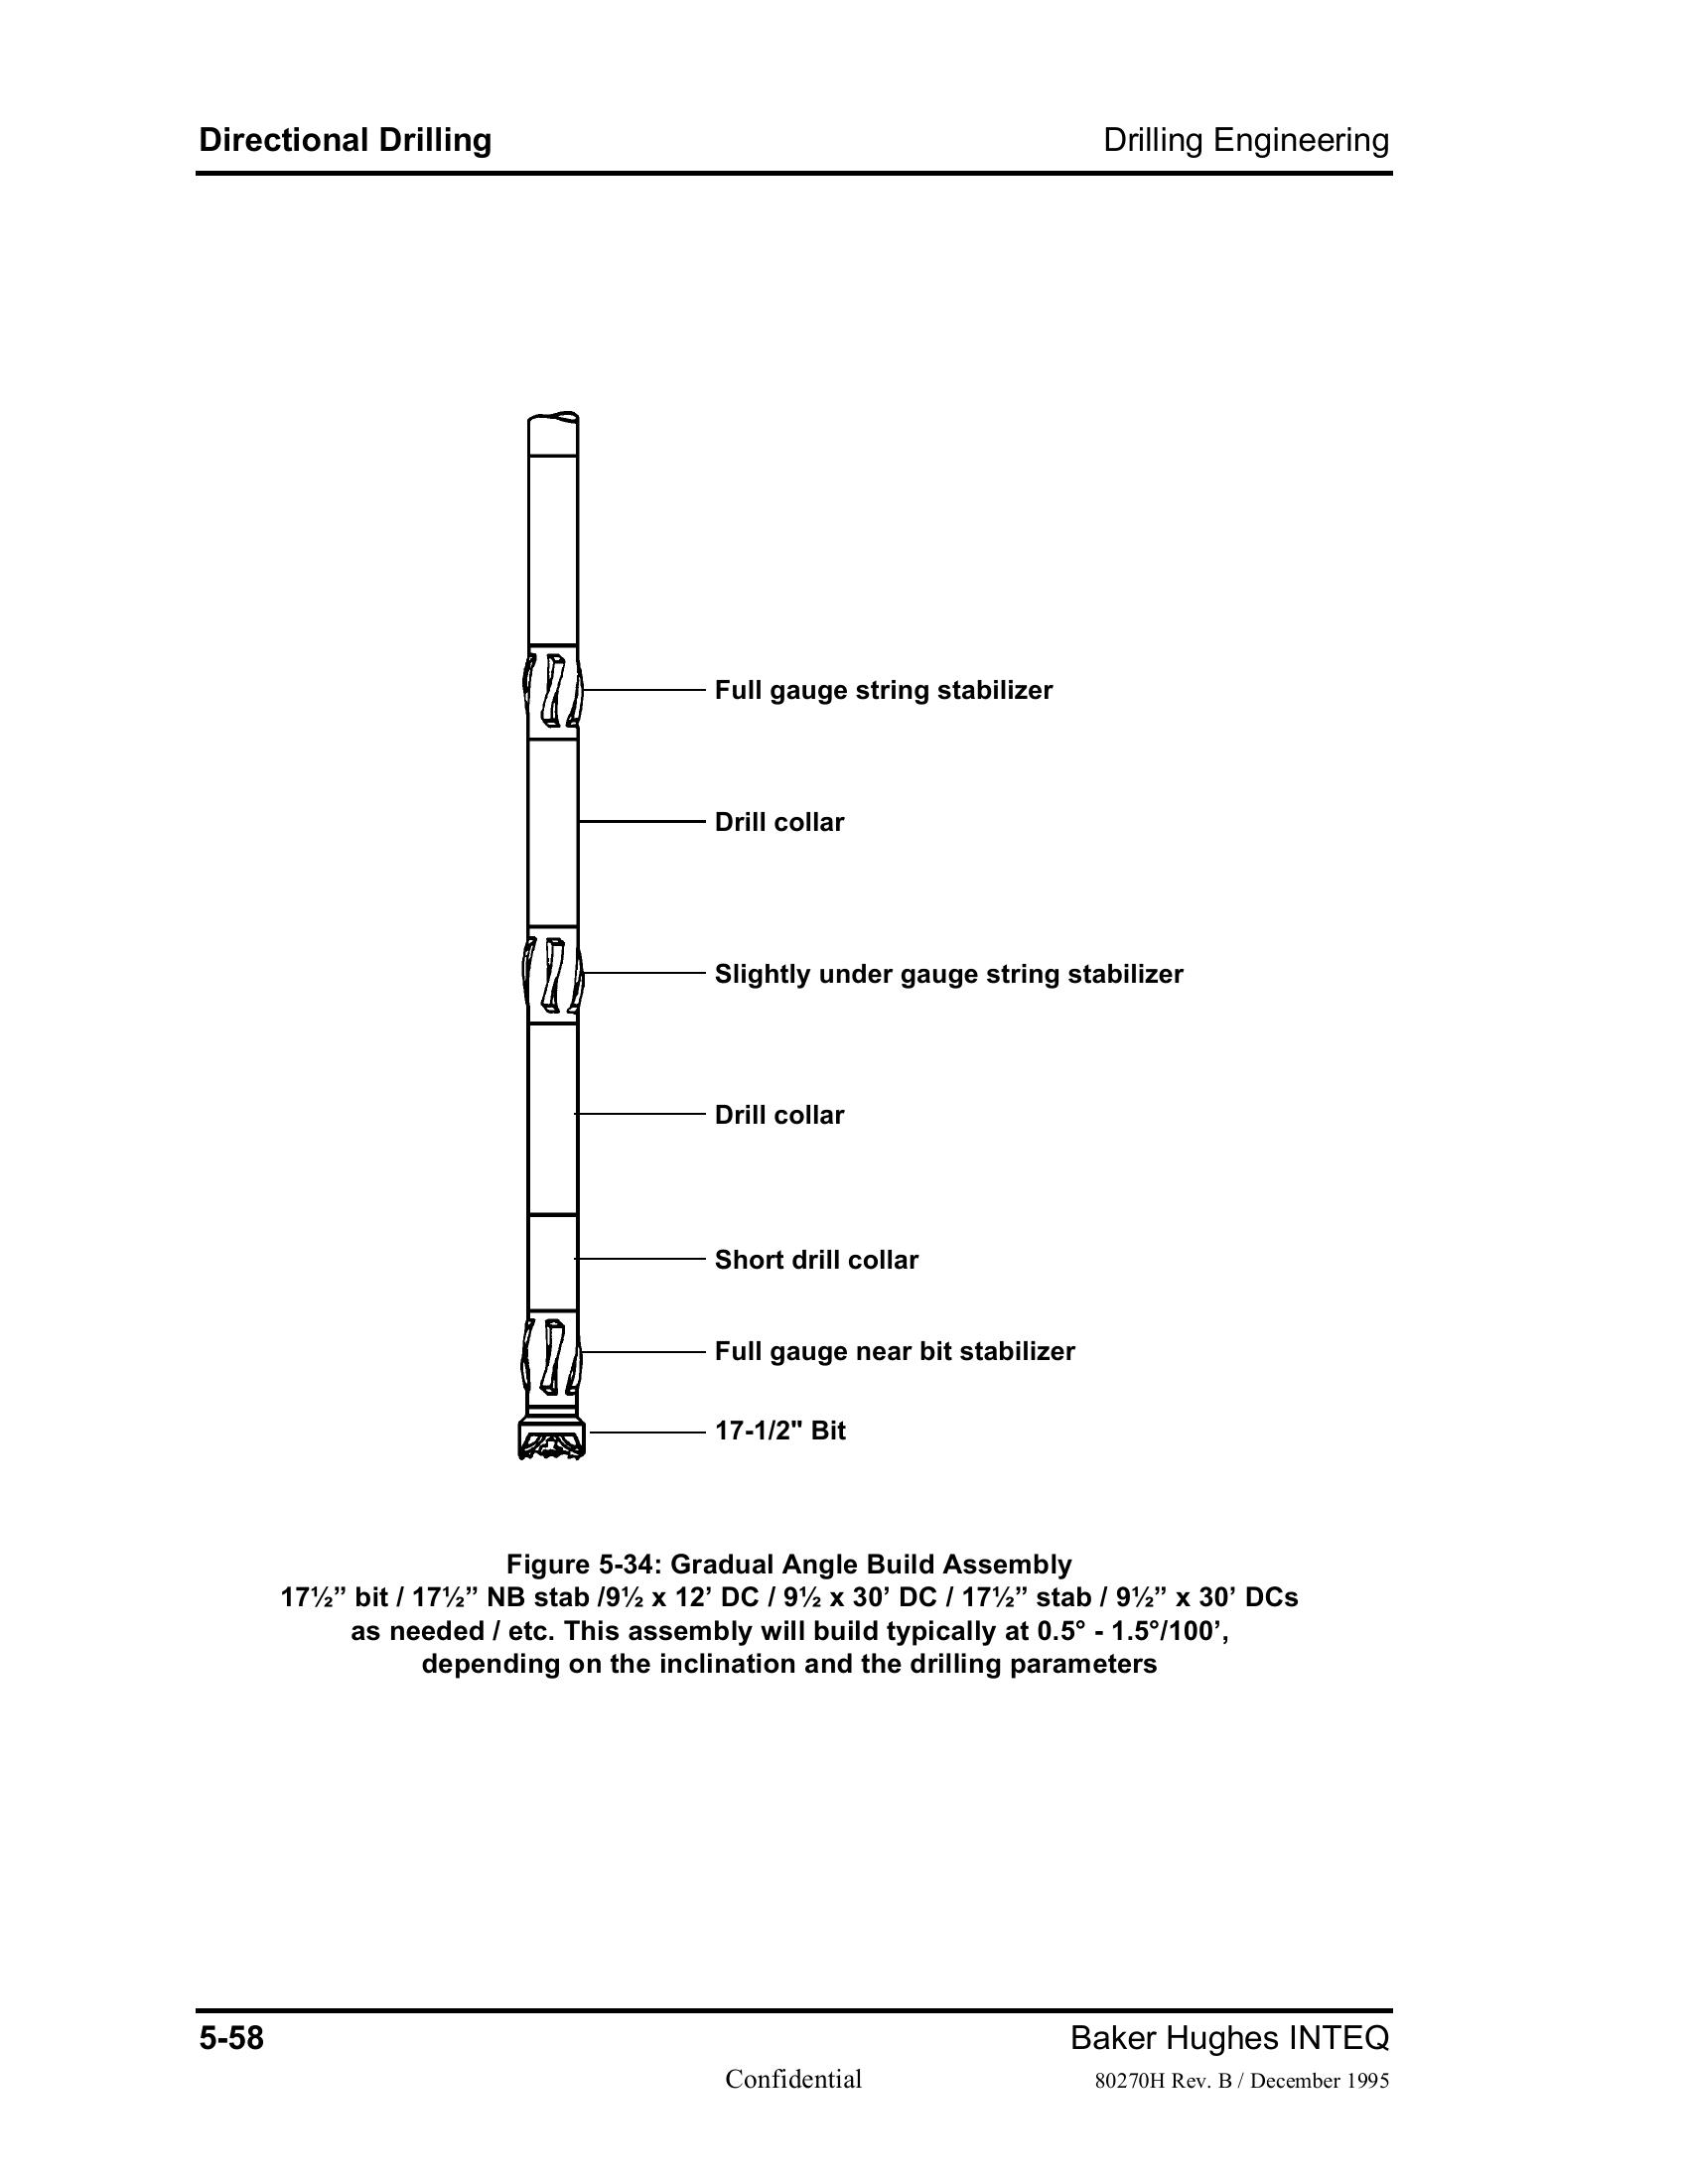 Directional Drilling Drilling Engineering
Full gauge string stabilizer
Drill collar
Slightly under gauge string stabilizer
Drill collar
Short drill collar
Full gauge near bit stabilizer
17-1/2" Bit
Figure 5-34: Gradual Angle Build Assembly
17½” bit / 17½” NB stab /9½ x 12’ DC / 9½ x 30’ DC / 17½” stab / 9½” x 30’ DCs
as needed / etc. This assembly will build typically at 0.5° - 1.5°/100’,
depending on the inclination and the drilling parameters
5-58 Baker Hughes INTEQ
Confidential 80270H Rev. B / December 1995